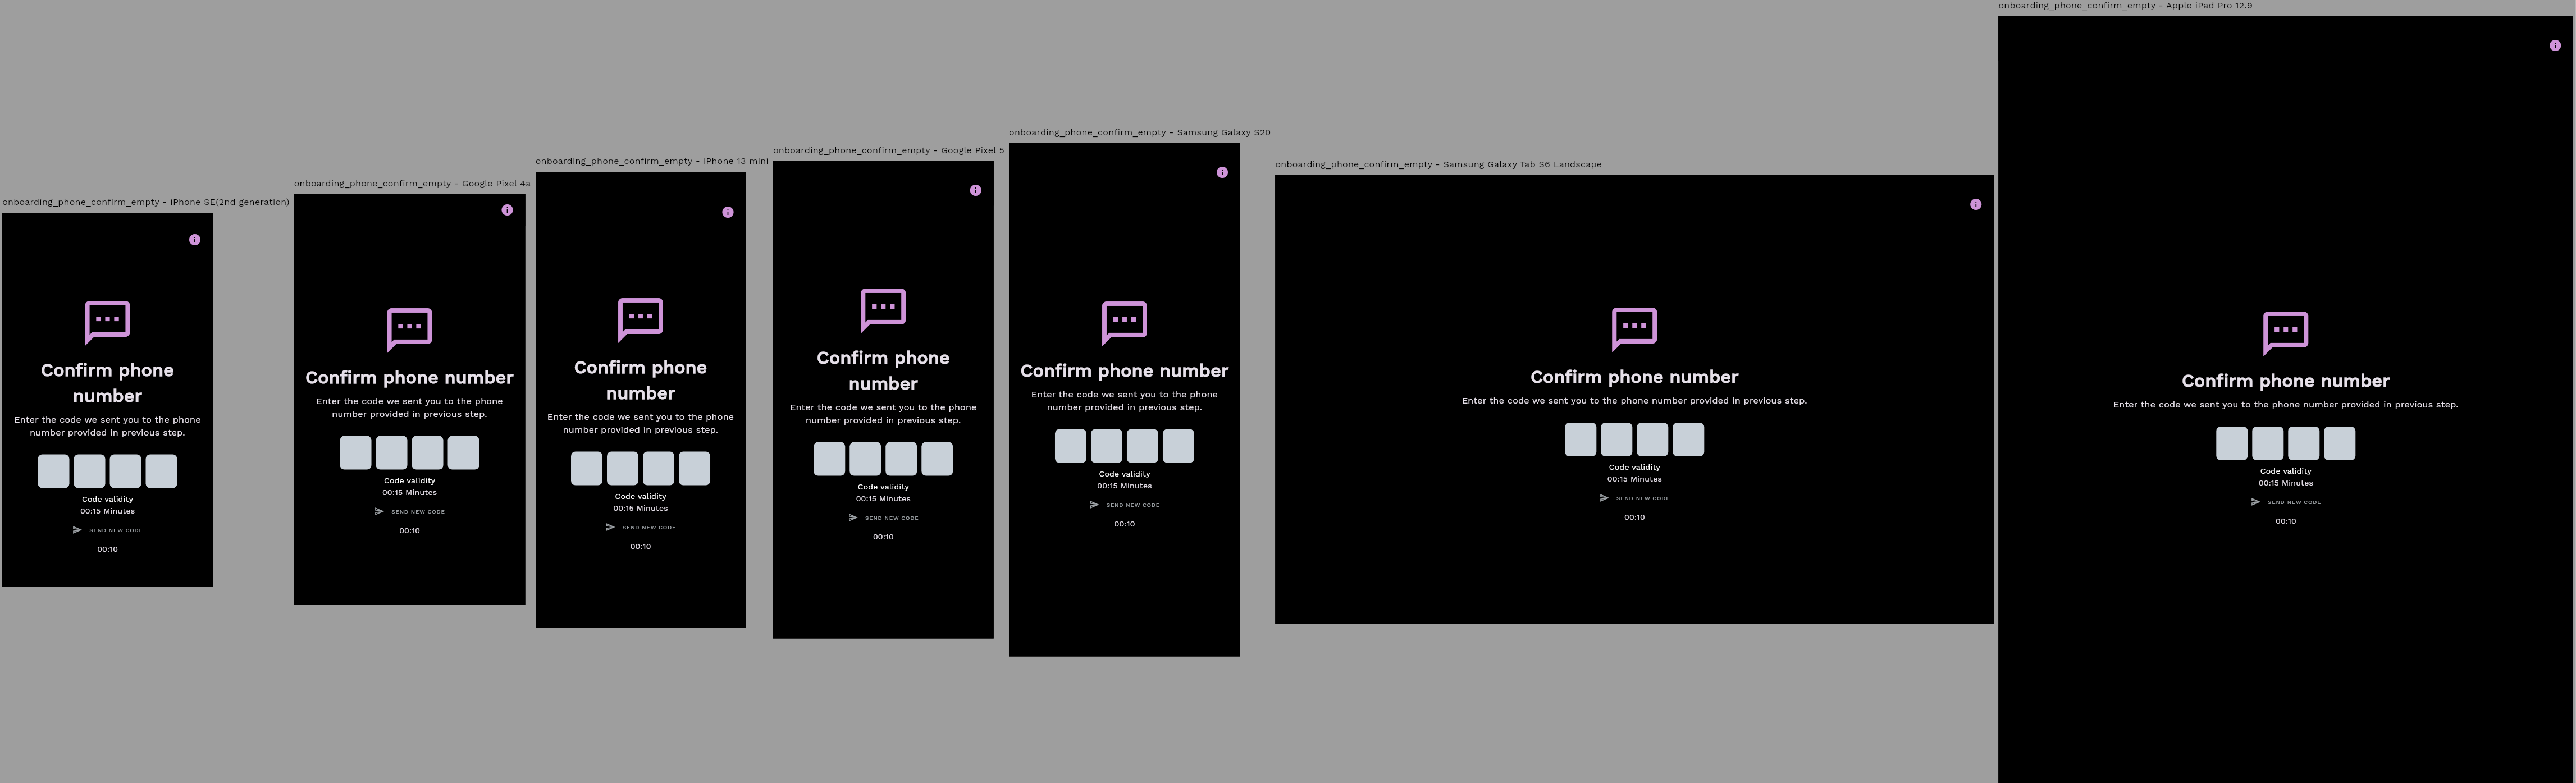 onboarding_phone_confirm_empty - iPhone SE(2nd generation)
Confirm phone
number
Enter the code we sent you to the phone
number provided in previous step.
Code validity
00:15 Minutes
SEND NEW CODE
00:10
onboarding_phone_confirm_empty - Google Pixel 4a
Confirm phone number
Enter the code we sent you to the phone
number provided in previous step.
Code validity
00:15 Minutes
SEND NEW CODE
00:10
onboarding_phone_confirm_empty - iPhone 13 mini
Confirm phone
number
Enter the code we sent you to the phone
number provided in previous step.
Code validity
00:15 Minutes
SEND NEW CODE
00:10
onboarding_phone_confirm_empty - Google Pixel 5
Confirm phone
number
Enter the code we sent you to the phone
number provided in previous step.
Code validity
00:15 Minutes
SEND NEW CODE
00:10
onboarding_phone_confirm_empty - Samsung Galaxy S20
Confirm phone number
Enter the code we sent you to the phone
number provided in previous step.
Code validity
00:15 Minutes
SEND NEW CODE
00:10
onboarding_phone_confirm_empty - Samsung Galaxy Tab S6 Landscape
Confirm phone number
Enter the code we sent you to the phone number provided in previous step.
Code validity
00:15 Minutes
SEND NEW CODE
00:10
onboarding_phone_confirm_empty - Apple iPad Pro 12.9
Confirm phone number
Enter the code we sent you to the phone number provided in previous step.
Code validity
00:15 Minutes
SEND NEW CODE
00:10